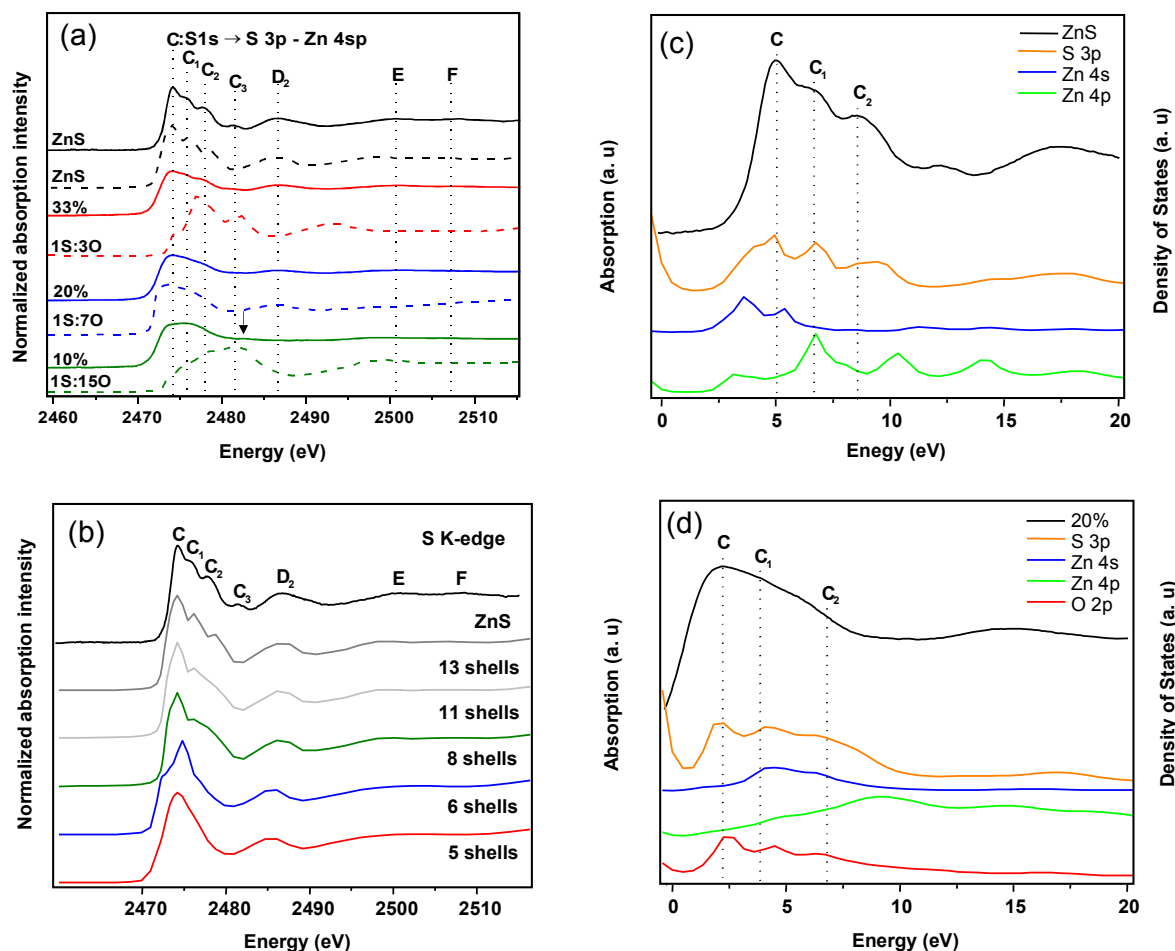 (a)
C:S1s → S 3p - Zn 4sp
C1
C2
C3
D2
E
F
ZnS
ZnS
33%
1S:3O
20%
1S:7O
10%
1S:15O
Normalized absorption intensity
2460 2470 2480 2490 2500 2510
Energy (eV)
(c)
C
C1
C2
ZnS
S 3p
Zn 4s
Zn 4p
Absorption (a. u)
Density of States (a. u)
0 5 10 15 20
Enegy (eV)
(b)
S K-edge
C
C1
C2
C3
D2
E
F
ZnS
13 shells
11 shells
8 shells
6 shells
5 shells
Normalized absorption intensity
2470 2480 2490 2500 2510
Energy (eV)
(d)
C
C1
C2
20%
S 3p
Zn 4s
Zn 4p
O 2p
Absorption (a. u)
Density of States (a. u)
0 5 10 15 20
Energy (eV)